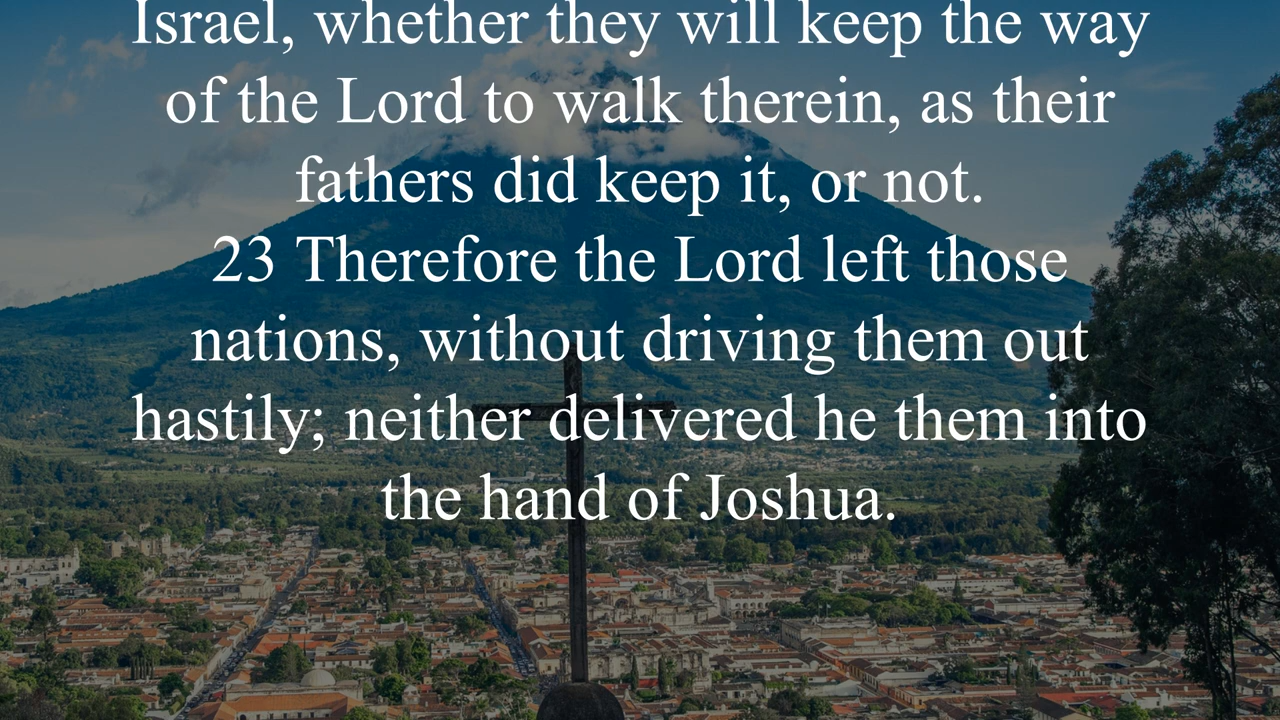 Israel, whether they will keep the way
of the Lord to walk therein, as their
fathers did keep it, or not.
23 Therefore the Lord left those
nations, without driving them out
hastily; neither delivered he them into
the hand of Joshua.